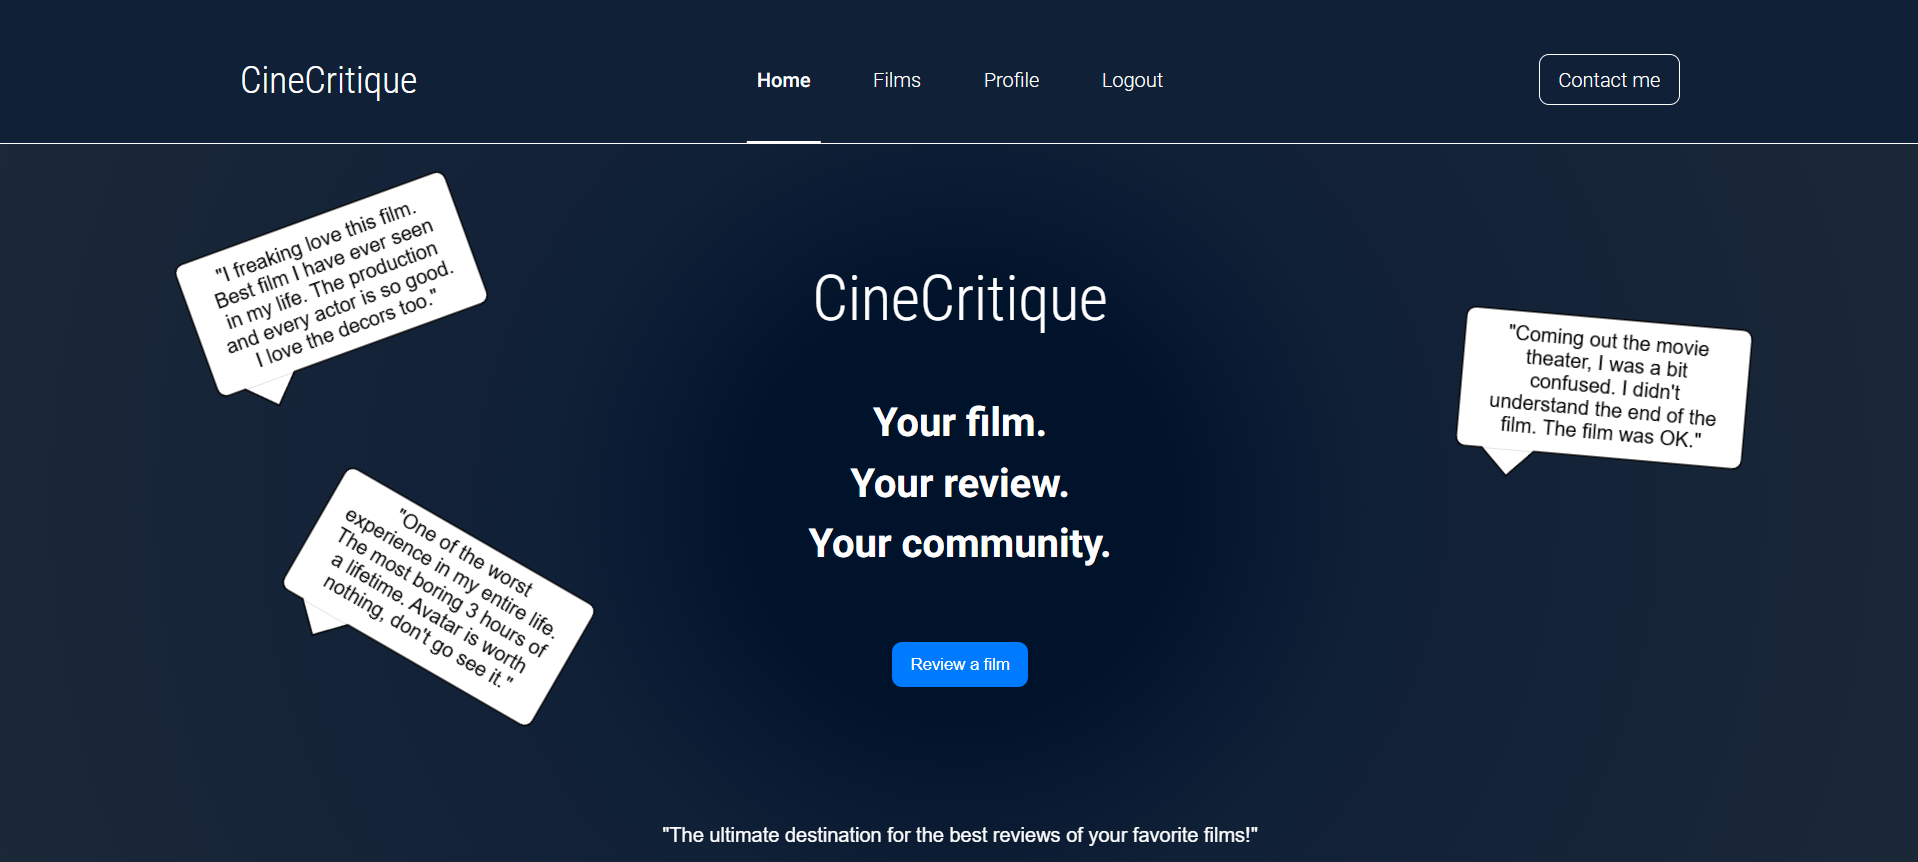 CineCritique
Home
Films
Profile
Logout
Contact me
"I freaking love this film.
Best film I have ever seen
in my life. The production
and every actor is so good.
I love the decors too."
CineCritique
"Coming out the movie
theater, I was a bit
confused. I didn't
understand the end of the
film. The film was OK."
Your film.
Your review.
Your community.
"One of the worst
experience in my entire life.
The most boring 3 hours of
a lifetime. Avatar is worth
nothing, don't go see it."
Review a film
"The ultimate destination for the best reviews of your favorite films!"